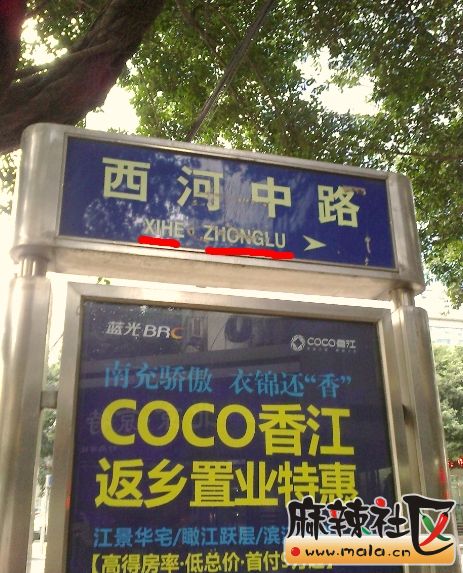 西河中路
XIHE ZHONGLU
蓝光BRC COCO香江
南充骄傲 衣锦还“香”
COCO香江
返乡置业特惠
江景华宅/瞰江跃层/滨
【高得房率·低总价·首付
麻辣社区
www.mala.cn